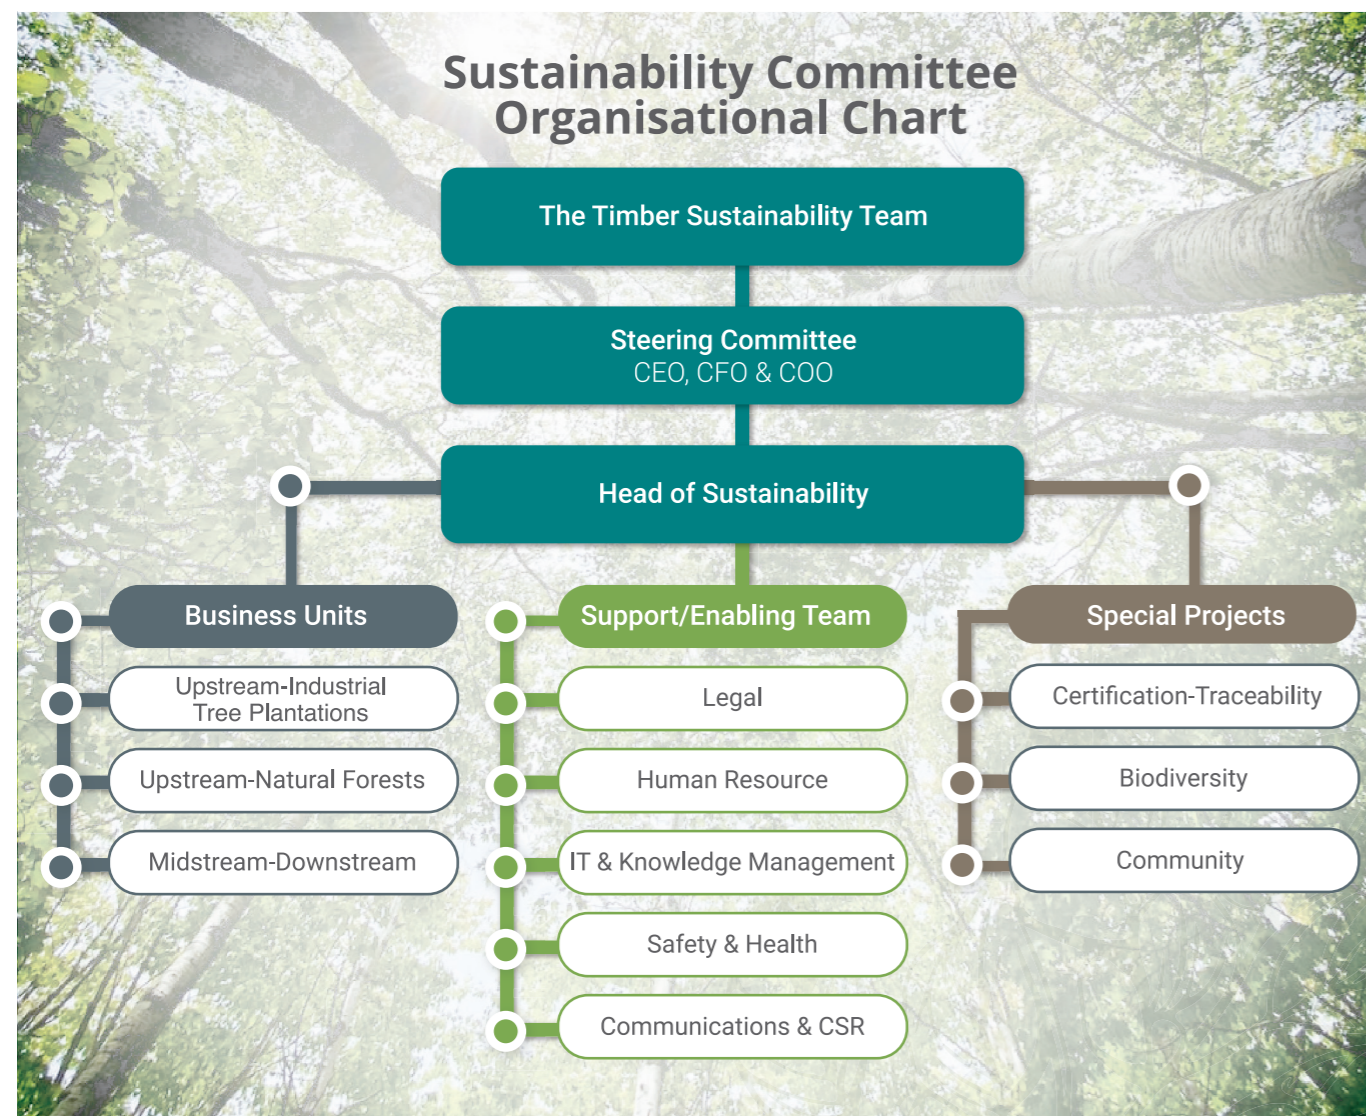 Sustainability Committee
Organisational Chart
The Timber Sustainability Team
Steering Committee
CEO, CFO & COO
Head of Sustainability
Business Units
Upstream-Industrial
Tree Plantations
Upstream-Natural Forests
Midstream-Downstream
Support/Enabling Team
Legal
Human Resource
IT & Knowledge Management
Safety & Health
Communications & CSR
Special Projects
Certification-Traceability
Biodiversity
Community